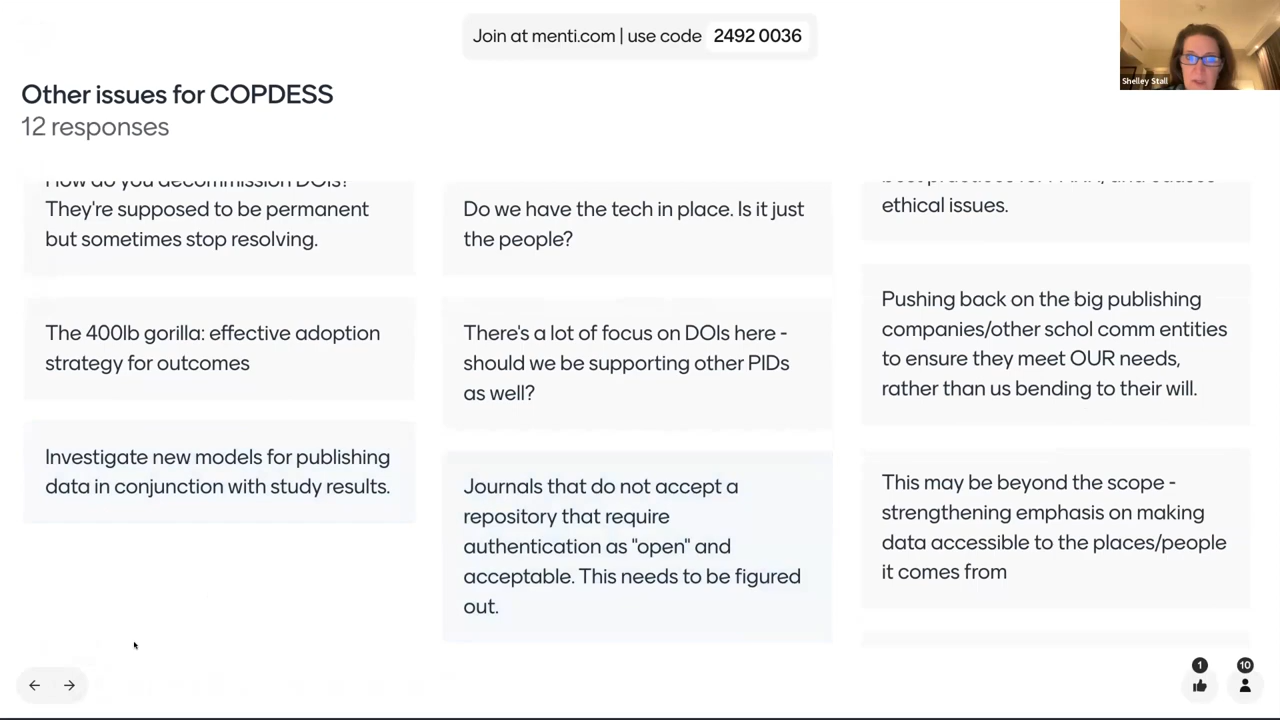 Join at menti.com | use code 2492 0036
Shelley Stall
Other issues for COPDESS
12 responses
How do you decommission DOIs?
They're supposed to be permanent
but sometimes stop resolving.
The 400lb gorilla: effective adoption
strategy for outcomes
Investigate new models for publishing
data in conjunction with study results.
Do we have the tech in place. Is it just
the people?
There's a lot of focus on DOIs here -
should we be supporting other PIDs
as well?
Journals that do not accept a
repository that require
authentication as "open" and
acceptable. This needs to be figured
out.
ethical issues.
Pushing back on the big publishing
companies/other schol comm entities
to ensure they meet OUR needs,
rather than us bending to their will.
This may be beyond the scope -
strengthening emphasis on making
data accessible to the places/people
it comes from
1
10